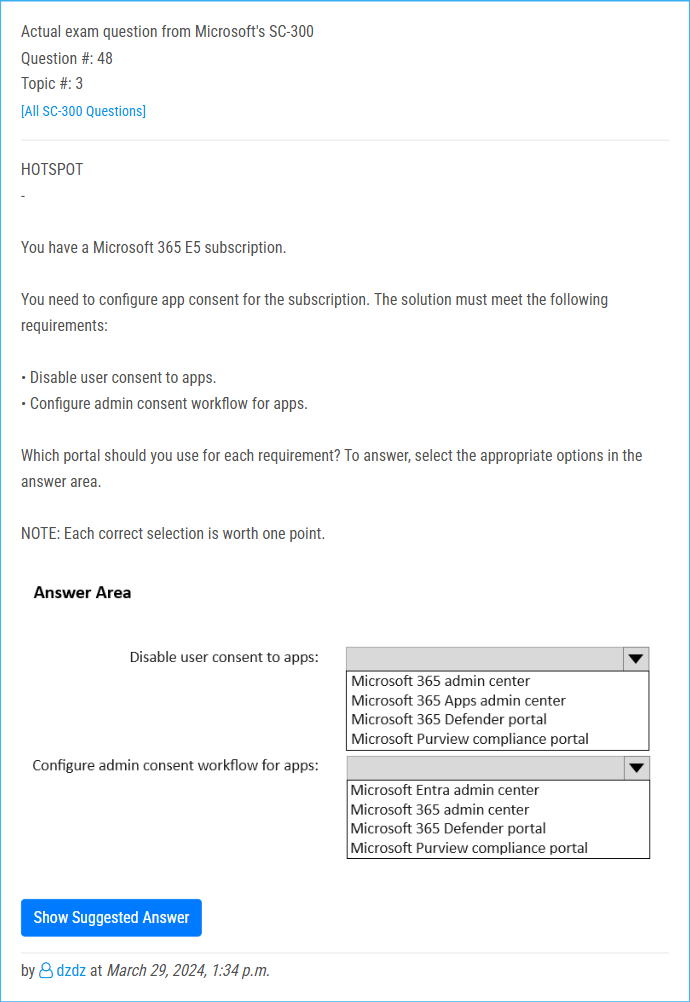 Actual exam question from Microsoft's SC-300
Question #: 48
Topic #: 3
[All SC-300 Questions]
HOTSPOT
-
You have a Microsoft 365 E5 subscription.
You need to configure app consent for the subscription. The solution must meet the following
requirements:
• Disable user consent to apps.
• Configure admin consent workflow for apps.
Which portal should you use for each requirement? To answer, select the appropriate options in the
answer area.
NOTE: Each correct selection is worth one point.
Answer Area
Disable user consent to apps:
Microsoft 365 admin center
Microsoft 365 Apps admin center
Microsoft 365 Defender portal
Microsoft Purview compliance portal
Configure admin consent workflow for apps:
Microsoft Entra admin center
Microsoft 365 admin center
Microsoft 365 Defender portal
Microsoft Purview compliance portal
Show Suggested Answer
by dzdz at March 29, 2024, 1:34 p.m.